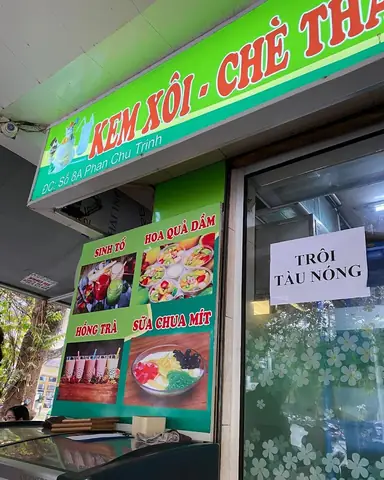 KEM XÔI - CHÈ THÁ
ĐC: Số 8A Phan Chu Trinh
SINH TỐ
HOA QUẢ DẦM
HỒNG TRÀ
SỮA CHUA MÍT
TRÔI
TÀU NÓNG